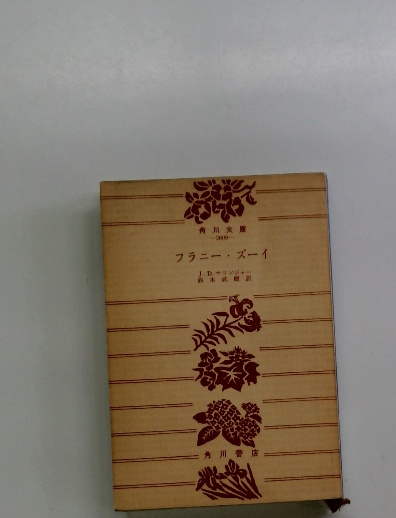 角川文庫
—2609—
フラニー・ズーイ
J.D.サリンジャー
鈴木武樹訳
角川書店